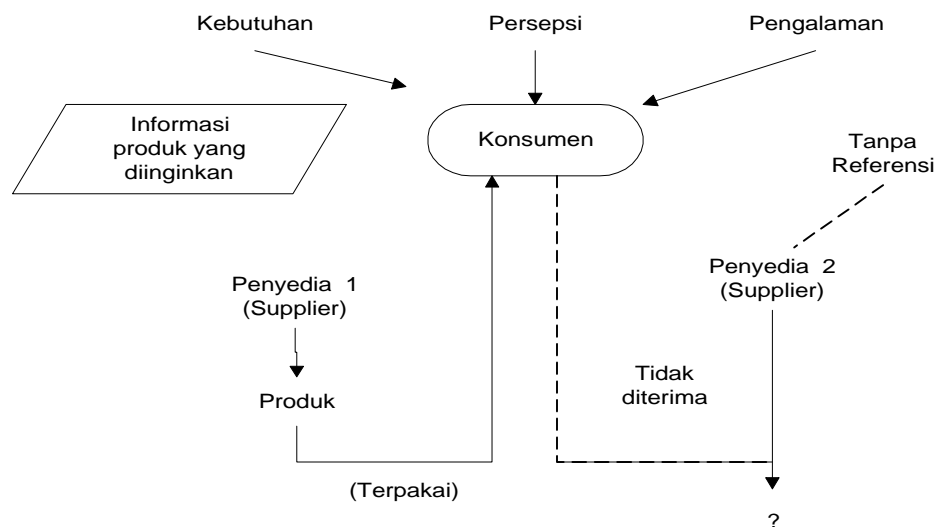 Kebutuhan
Persepsi
Pengalaman
Informasi
produk yang
diinginkan
Konsumen
Tanpa
Referensi
Penyedia 1
(Supplier)
Penyedia 2
(Supplier)
Produk
Tidak
diterima
(Terpakai)
?